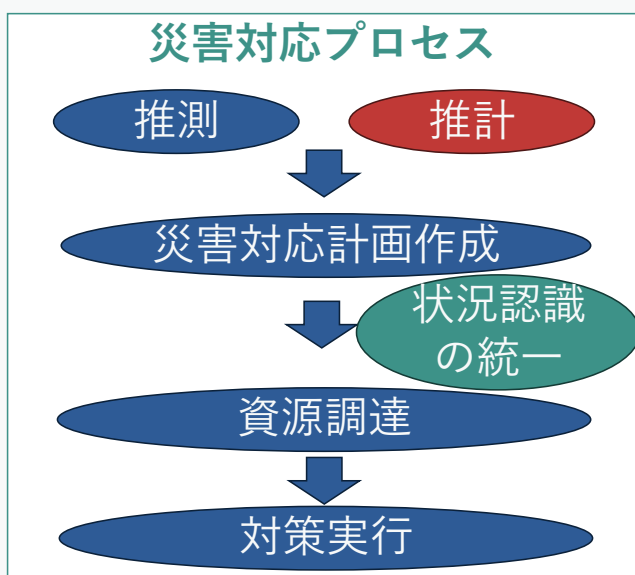 災害対応プロセス
推測
推計
災害対応計画作成
状況認識
の統一
資源調達
対策実行